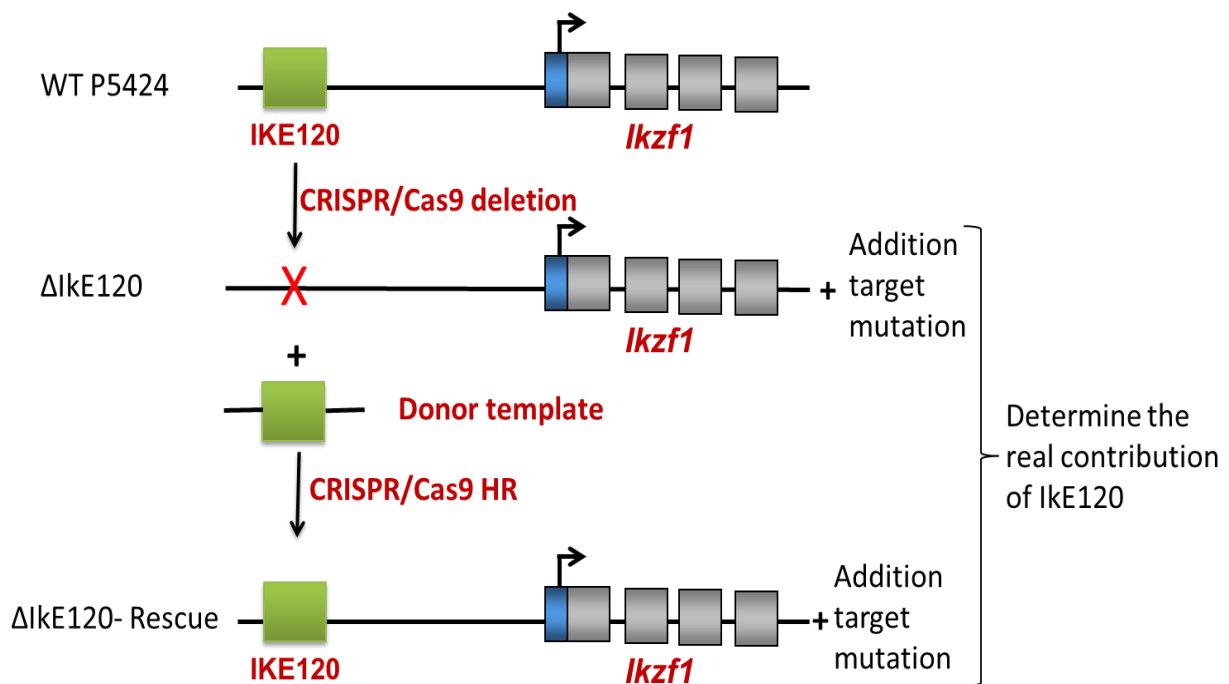 WT P5424
IKE120
Ikzf1
CRISPR/Cas9 deletion
ΔIkE120
X
Ikzf1
+ Addition
target
mutation
+
Donor template
CRISPR/Cas9 HR
Determine the
real contribution
of IkE120
ΔIkE120- Rescue
IKE120
Ikzf1
+ Addition
target
mutation